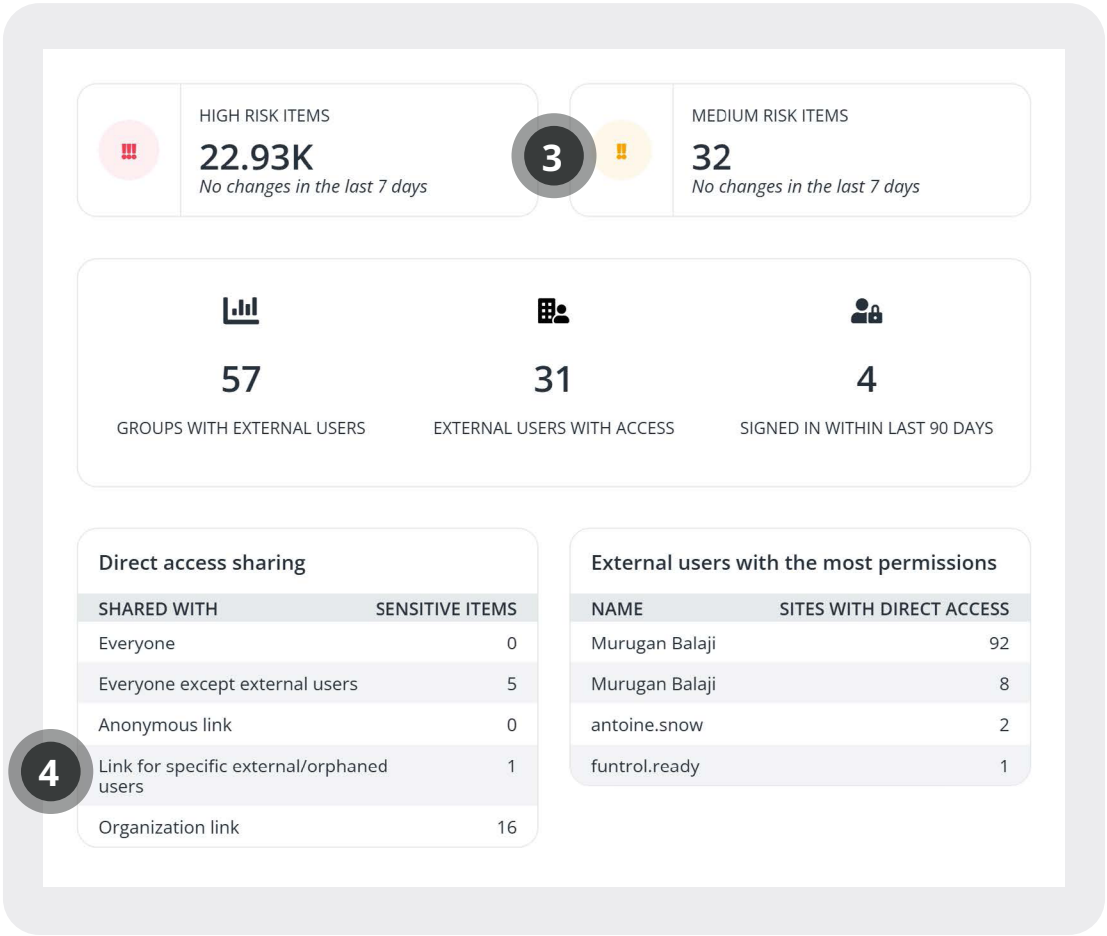 HIGH RISK ITEMS
22.93K
No changes in the last 7 days
3
MEDIUM RISK ITEMS
32
No changes in the last 7 days
57
GROUPS WITH EXTERNAL USERS
31
EXTERNAL USERS WITH ACCESS
4
SIGNED IN WITHIN LAST 90 DAYS
Direct access sharing
SHARED WITH SENSITIVE ITEMS
Everyone 0
Everyone except external users 5
Anonymous link 0
4
Link for specific external/orphaned 1
users
Organization link 16
External users with the most permissions
NAME SITES WITH DIRECT ACCESS
Murugan Balaji 92
Murugan Balaji 8
antoine.snow 2
funtrol.ready 1